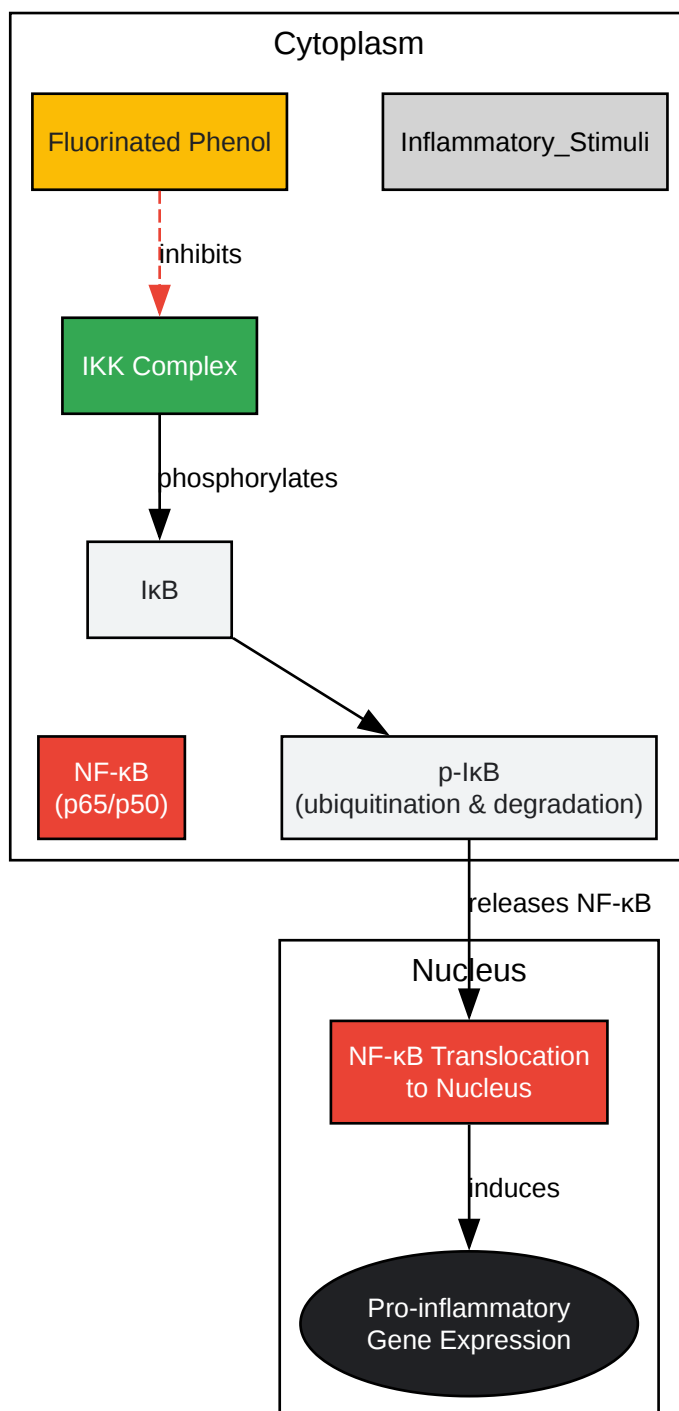 Cytoplasm
Fluorinated Phenol
Inflammatory_Stimuli
inhibits
IKK Complex
phosphorylates
IκB
NF-κB
(p65/p50)
p-IκB
(ubiquitination & degradation)
releases NF-κB
Nucleus
NF-κB Translocation
to Nucleus
induces
Pro-inflammatory
Gene Expression